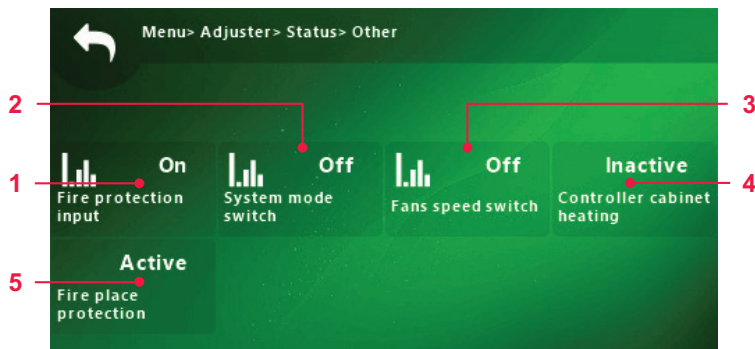 Menu> Adjuster> Status> Other
2
3
On
Off
Off
Inactive
1
4
Fire protection
input
System mode
switch
Fans speed switch
Controller cabinet
heating
Active
5
Fire place
protection